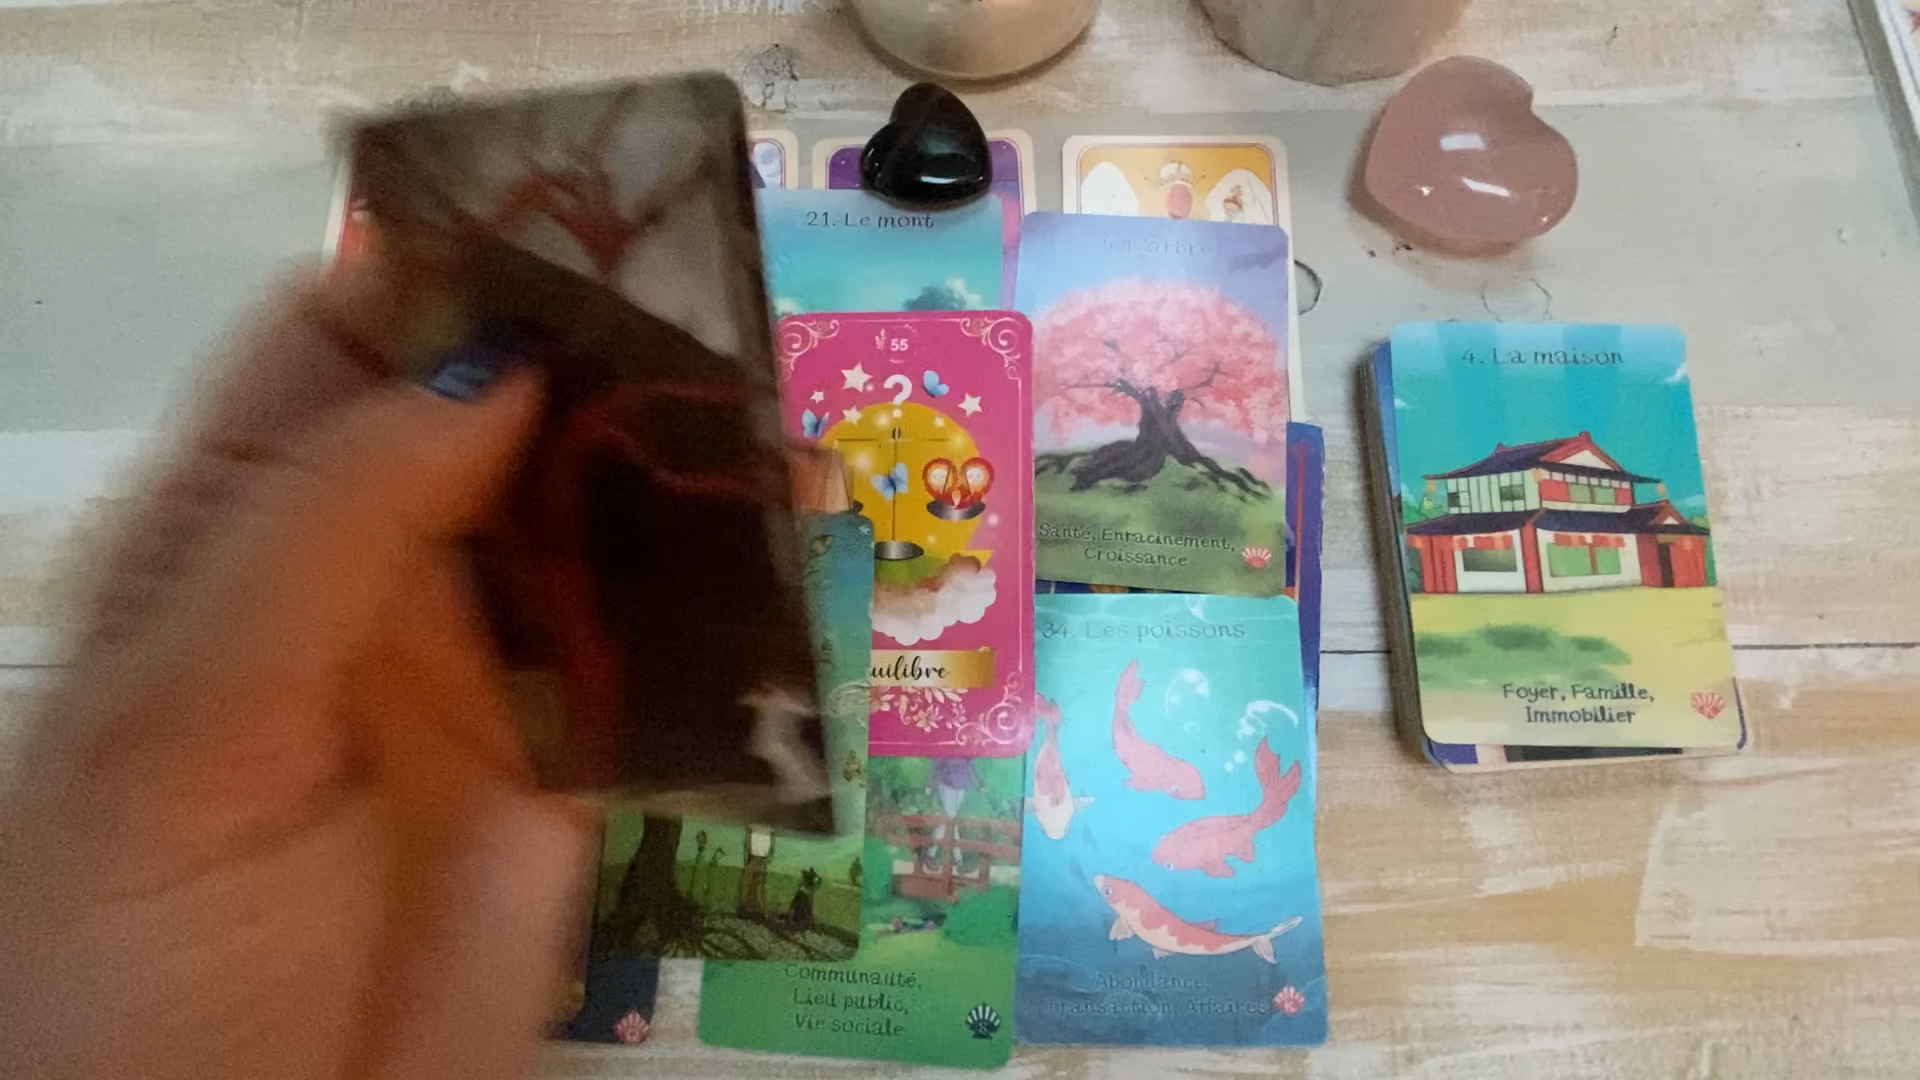 21. Le mont
55
?
4. La maison
Santé, Enracinement,
Croissance
34. Les poissons
uilibre
Foyer, Famille,
Immobilier
Communauté,
Lieu public,
Vie sociale
Abondance,
Transaction, Affaires